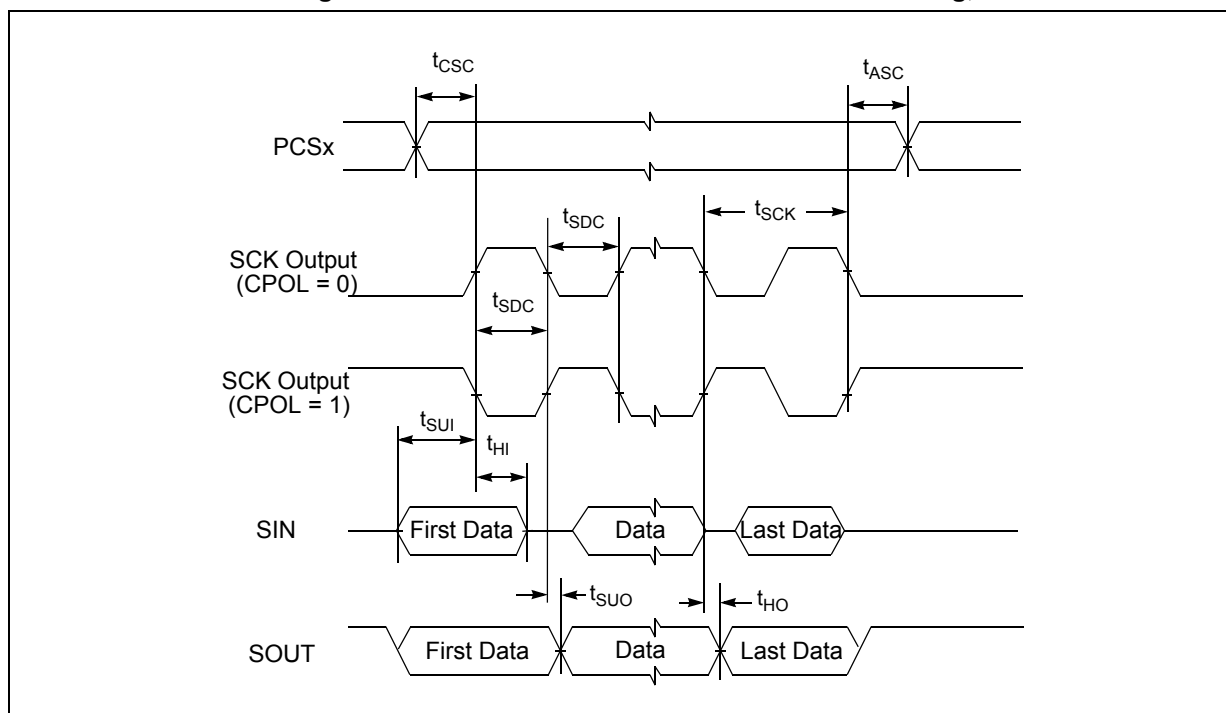 g,
tCSC
tASC
PCSx
tSDC
tSCK
SCK Output
(CPOL = 0)
tSDC
SCK Output
(CPOL = 1)
tSUI
tHI
SIN
First Data
Data
Last Data
tSUO
tHO
SOUT
First Data
Data
Last Data